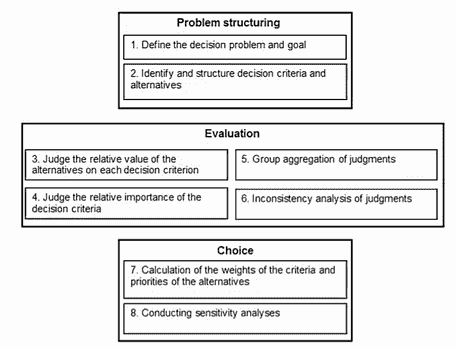 Problem structuring
1. Define the decision problem and goal
2. Identify and structure decision criteria and
alternatives
Evaluation
3. Judge the relative value of the
alternatives on each decision criterion
4. Judge the relative importance of the
decision criteria
5. Group aggregation of judgments
6. Inconsistency analysis of judgments
Choice
7. Calculation of the weights of the criteria and
priorities of the alternatives
8. Conducting sensitivity analyses